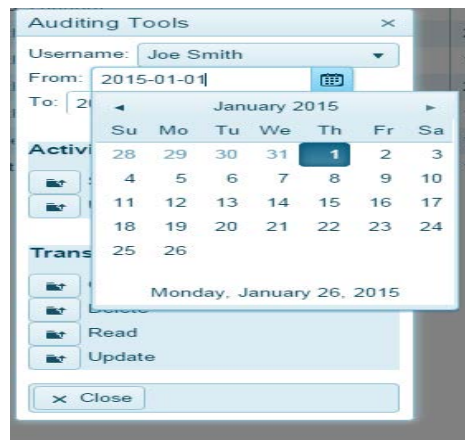 Auditing Tools
Username: Joe Smith
From: 2015-01-01
To: 2
January 2015
Su Mo Tu We Th Fr Sa
28 29 30 31 1 2 3
4 5 6 7 8 9 10
11 12 13 14 15 16 17
18 19 20 21 22 23 24
25 26
Monday, January 26, 2015
Activi
Trans
Delete
Read
Update
Close